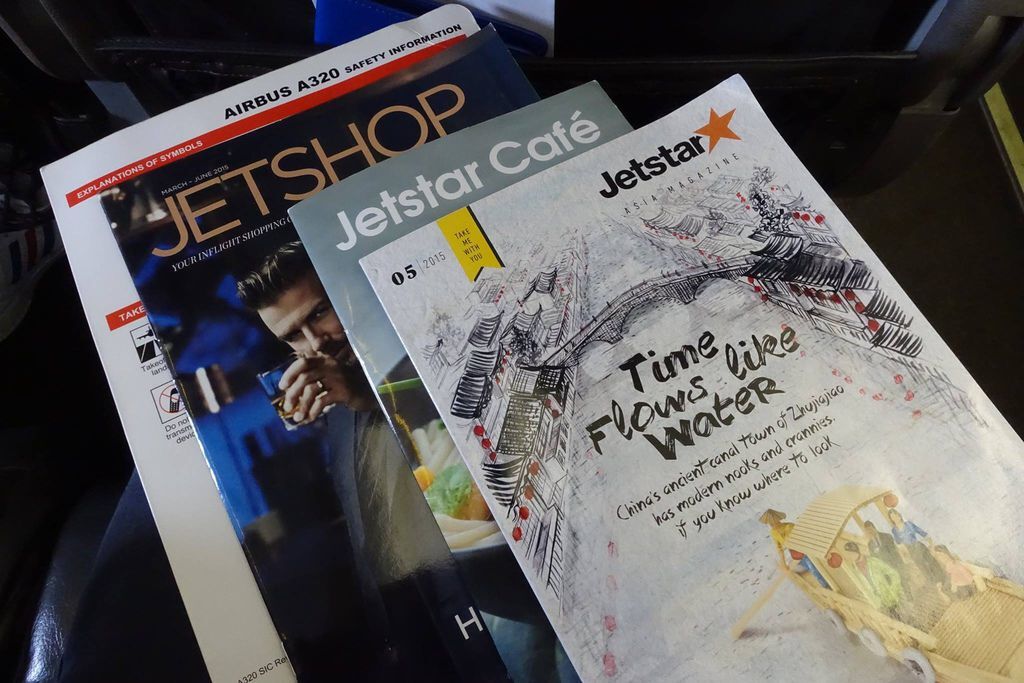 AIRBUS A320 SAFETY INFORMATION
EXPLANATIONS OF SYMBOLS
TAKE
Do not
A320 SIC
MARCH – JUNE 2015
JETSHOP
YOUR INFLIGHT SHOPPING
Jetstar Café
H
Jetstar
ASIA MAGAZINE
05 | 2015
TAKE
ME
WITH
YOU
Time
Flows like
Water
China's ancient canal town of Zhujiajiao
has modern nooks and crannies.
if you know where to look